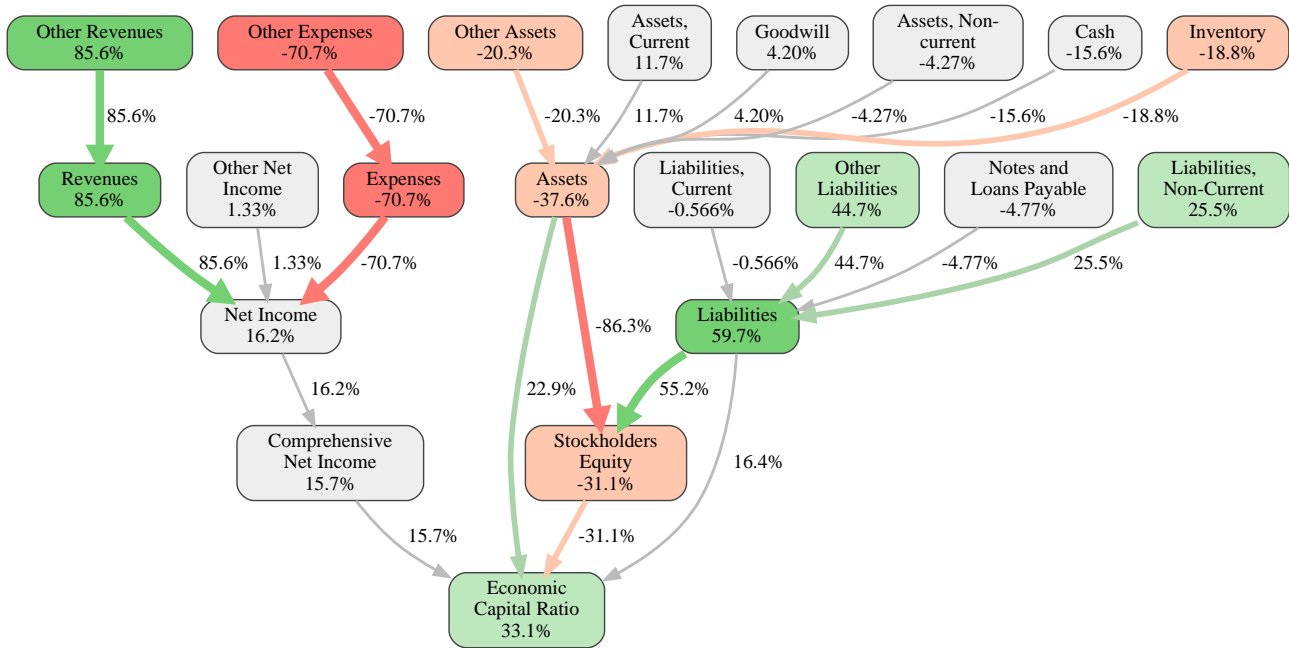 Other Revenues
85.6%
Other Expenses
-70.7%
Other Assets
-20.3%
Assets,
Current
11.7%
Goodwill
4.20%
Assets, Non-
current
-4.27%
Cash
-15.6%
Inventory
-18.8%
85.6%
-70.7%
-20.3%
11.7%
4.20%
-4.27%
-15.6%
-18.8%
Revenues
85.6%
Other Net
Income
1.33%
Expenses
-70.7%
Assets
-37.6%
Liabilities,
Current
-0.566%
Other
Liabilities
44.7%
Notes and
Loans Payable
-4.77%
Liabilities,
Non-Current
25.5%
85.6%
1.33%
-70.7%
-0.566%
44.7%
-4.77%
25.5%
Net Income
16.2%
-86.3%
Liabilities
59.7%
16.2%
22.9%
55.2%
Comprehensive
Net Income
15.7%
Stockholders
Equity
-31.1%
16.4%
15.7%
-31.1%
Economic
Capital Ratio
33.1%